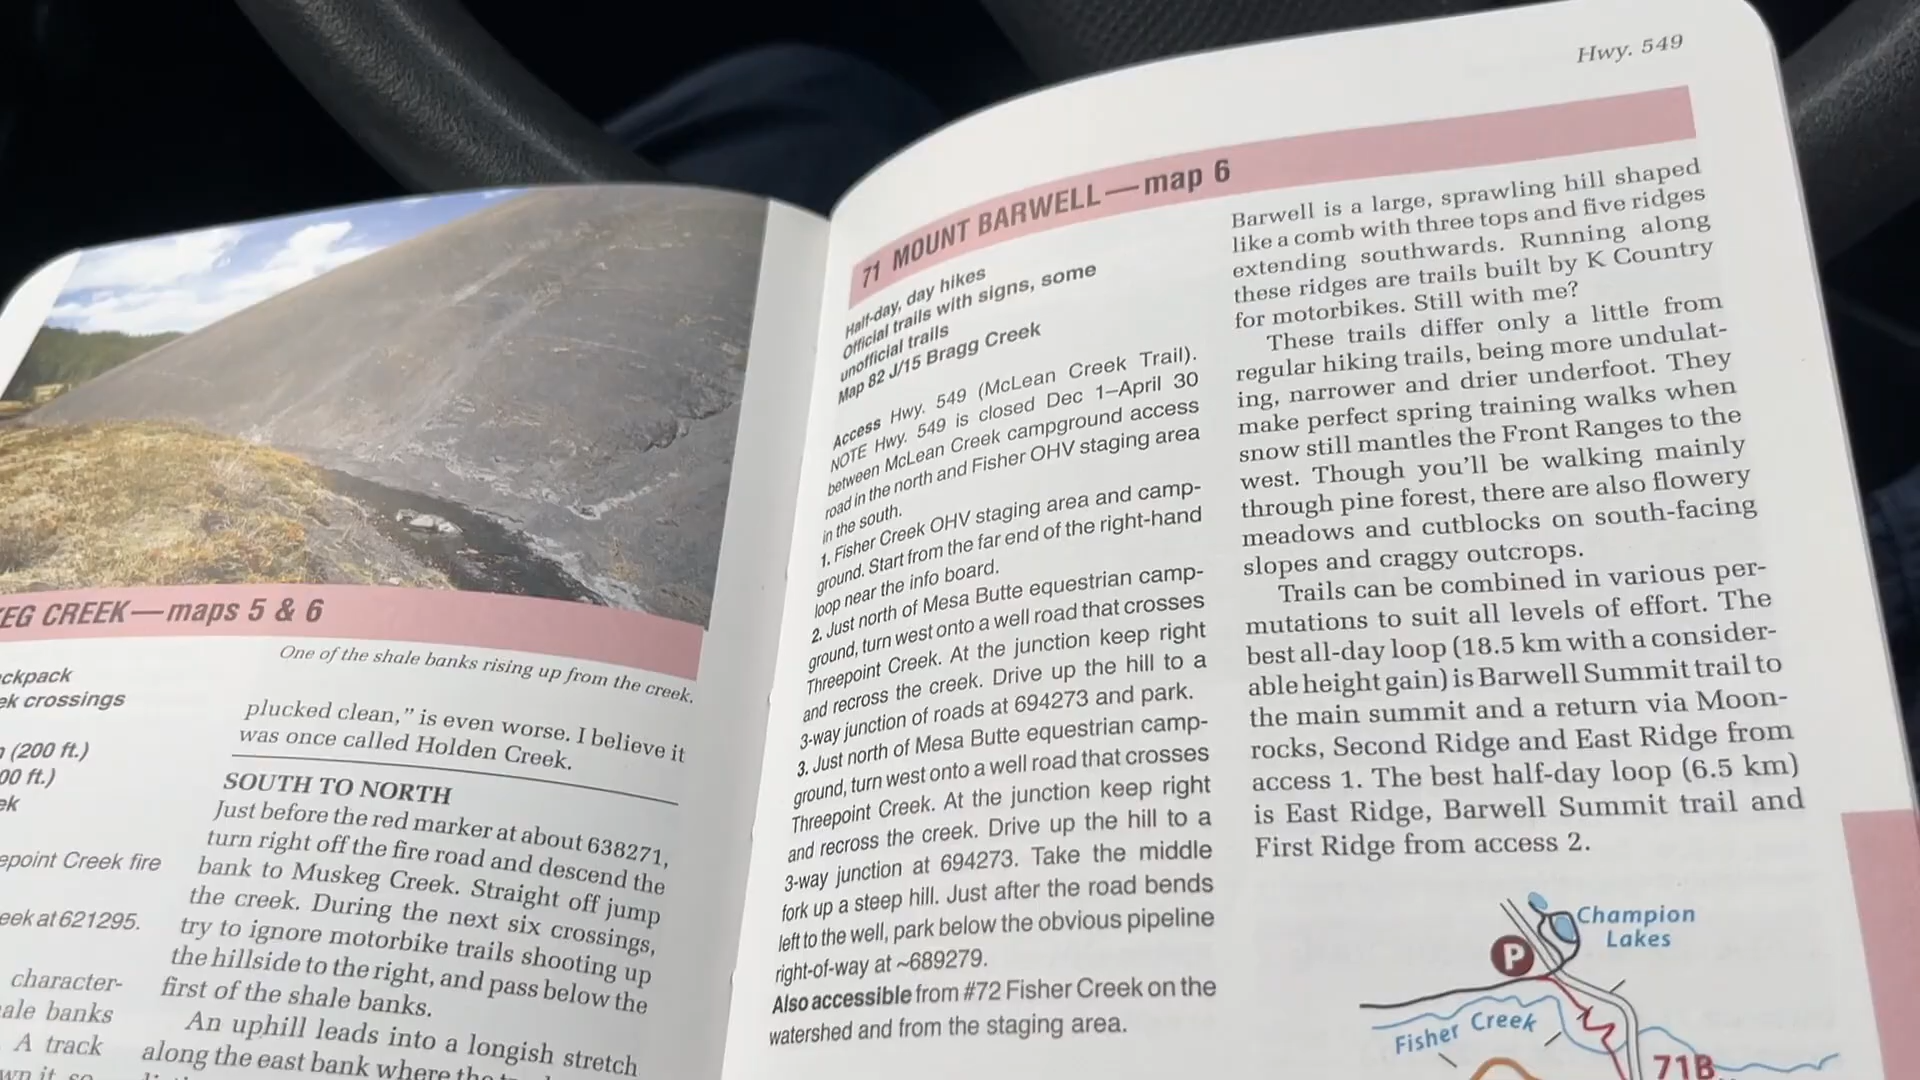 EG CREEK—maps 5 & 6
One of the shale banks rising up from the creek.
ckpack
ek crossings
(200 ft.)
00 ft.)
ek
epoint Creek fire
eek at 621295.
character-
ale banks
A track
wn it, so
plucked clean," is even worse. I believe it
was once called Holden Creek.
SOUTH TO NORTH
Just before the red marker at about 638271,
turn right off the fire road and descend the
bank to Muskeg Creek. Straight off jump
the creek. During the next six crossings,
try to ignore motorbike trails shooting up
the hillside to the right, and pass below the
first of the shale banks.
An uphill leads into a longish stretch
along the east bank where the
Hwy. 549
71 MOUNT BARWELL—map 6
Half-day, day hikes
Official trails with signs, some
unofficial trails
Map 82 J/15 Bragg Creek
Access Hwy. 549 (McLean Creek Trail).
NOTE Hwy. 549 is closed Dec 1–April 30
between McLean Creek campground access
road in the north and Fisher OHV staging area
in the south.
1. Fisher Creek OHV staging area and camp-
ground. Start from the far end of the right-hand
loop near the info board.
2. Just north of Mesa Butte equestrian camp-
ground, turn west onto a well road that crosses
Threepoint Creek. At the junction keep right
and recross the creek. Drive up the hill to a
3-way junction of roads at 694273 and park.
3. Just north of Mesa Butte equestrian camp-
ground, turn west onto a well road that crosses
Threepoint Creek. At the junction keep right
and recross the creek. Drive up the hill to a
3-way junction at 694273. Take the middle
fork up a steep hill. Just after the road bends
left to the well, park below the obvious pipeline
right-of-way at ~689279.
Also accessible from #72 Fisher Creek on the
watershed and from the staging area.
Barwell is a large, sprawling hill shaped
like a comb with three tops and five ridges
extending southwards. Running along
these ridges are trails built by K Country
for motorbikes. Still with me?
These trails differ only a little from
regular hiking trails, being more undulat-
ing, narrower and drier underfoot. They
make perfect spring training walks when
snow still mantles the Front Ranges to the
west. Though you'll be walking mainly
through pine forest, there are also flowery
meadows and cutblocks on south-facing
slopes and craggy outcrops.
Trails can be combined in various per-
mutations to suit all levels of effort. The
best all-day loop (18.5 km with a consider-
able height gain) is Barwell Summit trail to
the main summit and a return via Moon-
rocks, Second Ridge and East Ridge from
access 1. The best half-day loop (6.5 km)
is East Ridge, Barwell Summit trail and
First Ridge from access 2.
Champion
Lakes
P
Fisher Creek
71B